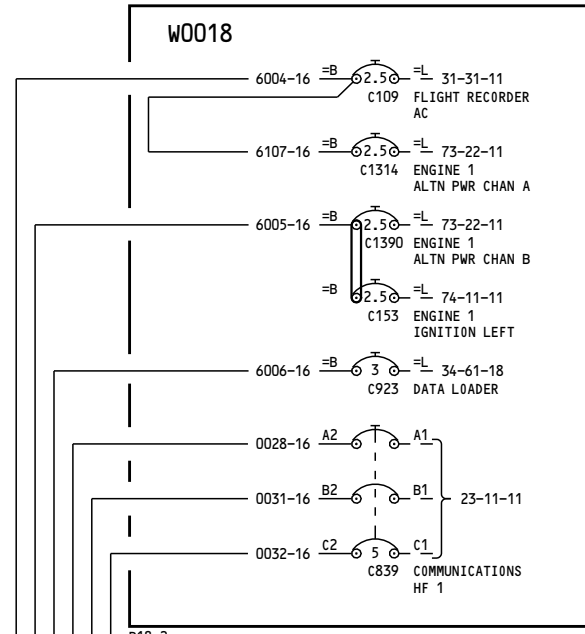 W0018
6004-16 =B 2.5 =L 31-31-11
C109 FLIGHT RECORDER
AC
6107-16 =B 2.5 =L 73-22-11
C1314 ENGINE 1
ALTN PWR CHAN A
6005-16 =B 2.5 =L 73-22-11
C1390 ENGINE 1
ALTN PWR CHAN B
=B 2.5 =L 74-11-11
C153 ENGINE 1
IGNITION LEFT
6006-16 =B 3 =L 34-61-18
C923 DATA LOADER
0028-16 A2 A1
0031-16 B2 B1 23-11-11
0032-16 C2 5 C1
C839 COMMUNICATIONS
HF 1